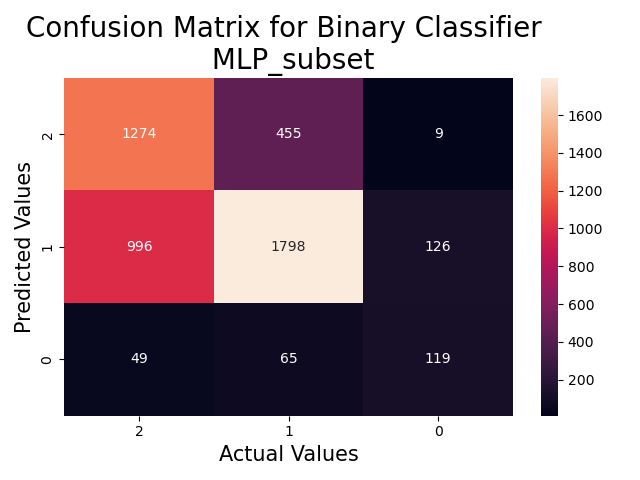 Confusion Matrix for Binary Classifier
MLP_subset
Predicted Values
2 1274 455 9
1 996 1798 126
0 49 65 119
2 1 0
Actual Values
1600
1400
1200
1000
800
600
400
200